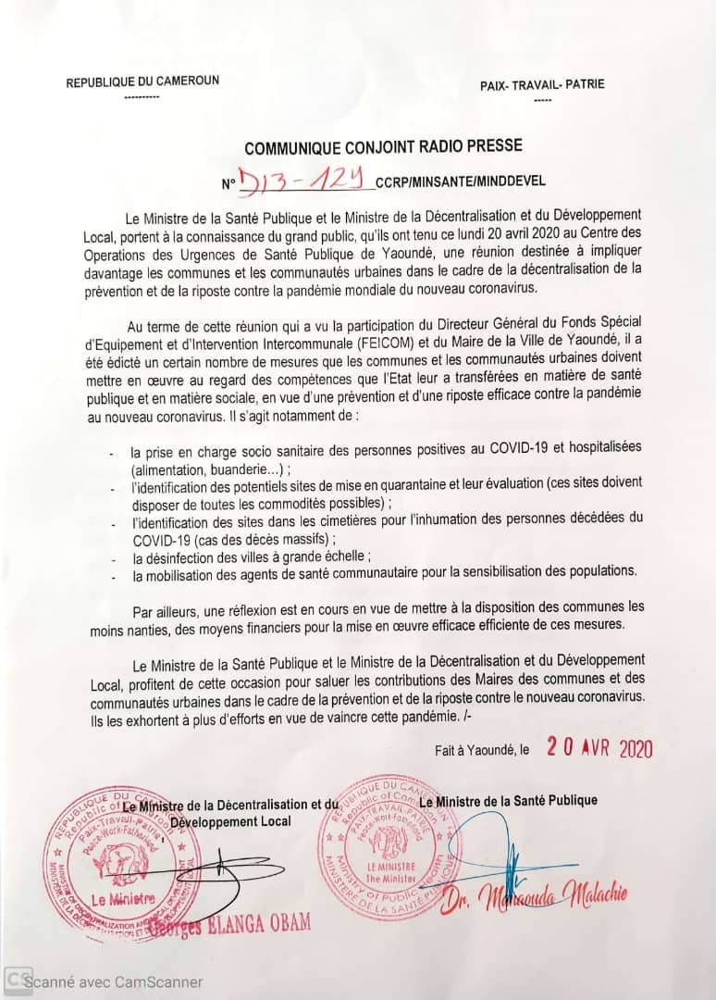 REPUBLIQUE DU CAMEROUN
----------
PAIX- TRAVAIL- PATRIE
-----
COMMUNIQUE CONJOINT RADIO PRESSE
N° D13-124 CCRP/MINSANTE/MINDDEVEL
Le Ministre de la Santé Publique et le Ministre de la Décentralisation et du Développement
Local, portent à la connaissance du grand public, qu'ils ont tenu ce lundi 20 avril 2020 au Centre des
Operations des Urgences de Santé Publique de Yaoundé, une réunion destinée à impliquer
davantage les communes et les communautés urbaines dans le cadre de la décentralisation de la
prévention et de la riposte contre la pandémie mondiale du nouveau coronavirus.
Au terme de cette réunion qui a vu la participation du Directeur Général du Fonds Spécial
d'Equipement et d'Intervention Intercommunale (FEICOM) et du Maire de la Ville de Yaoundé, il a
été édicté un certain nombre de mesures que les communes et les communautés urbaines doivent
mettre en œuvre au regard des compétences que l'Etat leur a transférées en matière de santé
publique et en matière sociale, en vue d'une prévention et d'une riposte efficace contre la pandémie
au nouveau coronavirus. Il s'agit notamment de :
- la prise en charge socio sanitaire des personnes positives au COVID-19 et hospitalisées
(alimentation, buanderie...) ;
- l'identification des potentiels sites de mise en quarantaine et leur évaluation (ces sites doivent
disposer de toutes les commodités possibles) ;
- l'identification des sites dans les cimetières pour l'inhumation des personnes décédées du
COVID-19 (cas des décès massifs) ;
- la désinfection des villes à grande échelle ;
- la mobilisation des agents de santé communautaire pour la sensibilisation des populations.
Par ailleurs, une réflexion est en cours en vue de mettre à la disposition des communes les
moins nanties, des moyens financiers pour la mise en œuvre efficace efficiente de ces mesures.
Le Ministre de la Santé Publique et le Ministre de la Décentralisation et du Développement
Local, profitent de cette occasion pour saluer les contributions des Maires des communes et des
communautés urbaines dans le cadre de la prévention et de la riposte contre le nouveau coronavirus.
Ils les exhortent à plus d'efforts en vue de vaincre cette pandémie. /-
Fait à Yaoundé, le 20 AVR 2020
Le Ministre de la Décentralisation et du
Développement Local
REPUBLIQUE DU CAMEROUN
Republic of Cameroon
Paix-Travail-Patrie
Peace-Work-Fatherland
Le Ministre
Georges ELANGA OBAM
Le Ministre de la Santé Publique
REPUBLIQUE DU CAMEROUN
Republic of Cameroon
PAIX-TRAVAIL-PATRIE
Peace-Work-Fatherland
LE MINISTRE
The Minister
Ministry of Public Health
MINISTÈRE DE LA SANTÉ PUBLIQUE
Dr. Manaouda Malachie
CS Scanné avec CamScanner